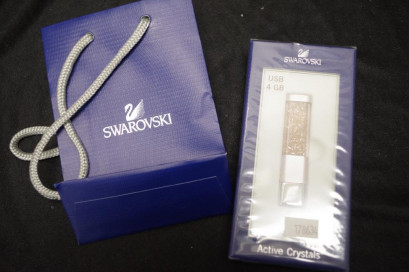 SWAROVSKI
SWAROVSKI
USB
4 GB
Active Crystals